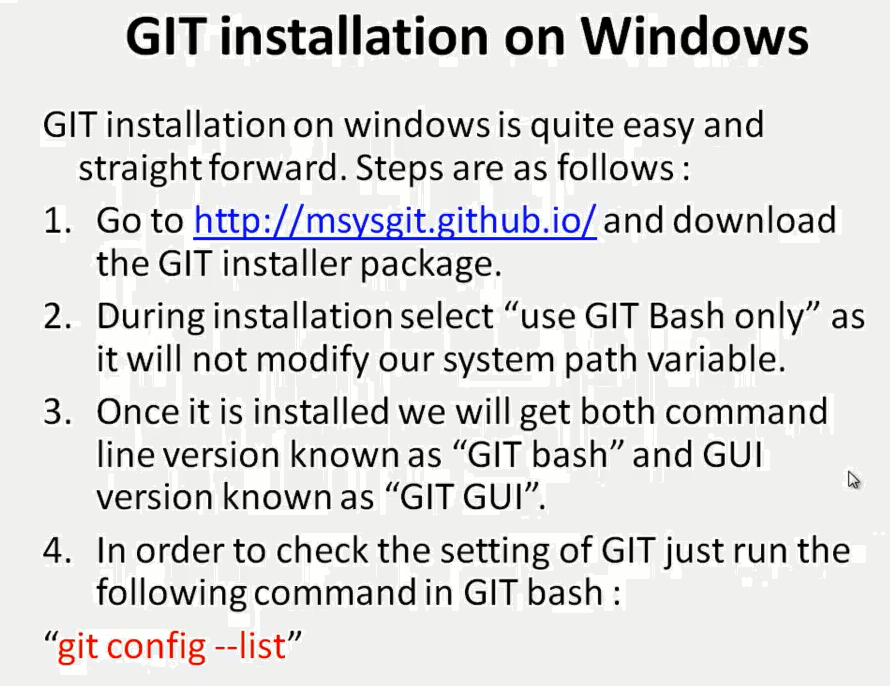 GIT installation on Windows
GIT installation on windows is quite easy and
straight forward. Steps are as follows :
1. Go to http://msysgit.github.io/ and download
the GIT installer package.
2. During installation select “use GIT Bash only” as
it will not modify our system path variable.
3. Once it is installed we will get both command
line version known as “GIT bash” and GUI
version known as “GIT GUI”.
4. In order to check the setting of GIT just run the
following command in GIT bash :
“git config --list”